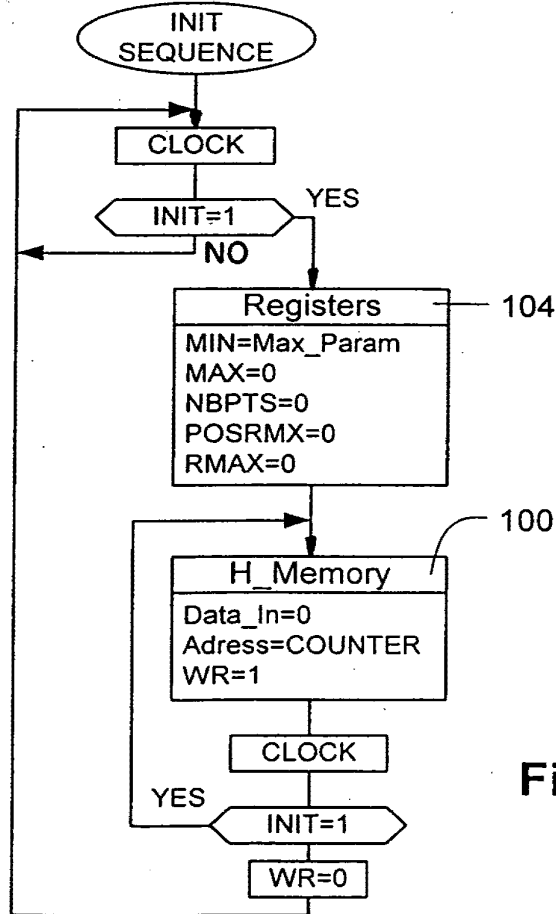 INIT
SEQUENCE
CLOCK
INIT=1
YES
NO
Registers
104
MIN=Max_Param
MAX=0
NBPTS=0
POSRMX=0
RMAX=0
100
H_Memory
Data_In=0
Adress=COUNTER
WR=1
CLOCK
YES
INIT=1
WR=0
Fi